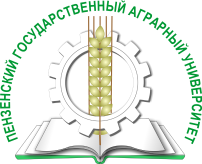 ПЕНЗЕНСКИЙ ГОСУДАРСТВЕННЫЙ АГРАРНЫЙ УНИВЕРСИТЕТ